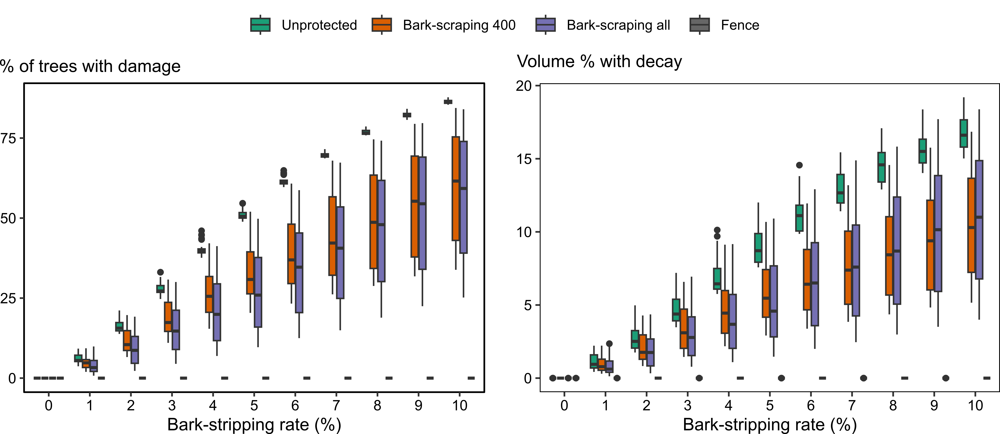 Unprotected Bark-scraping 400 Bark-scraping all Fence
% of trees with damage
75
50
25
0
0 1 2 3 4 5 6 7 8 9 10
Bark-stripping rate (%)
Volume % with decay
20
15
10
5
0
0 1 2 3 4 5 6 7 8 9 10
Bark-stripping rate (%)